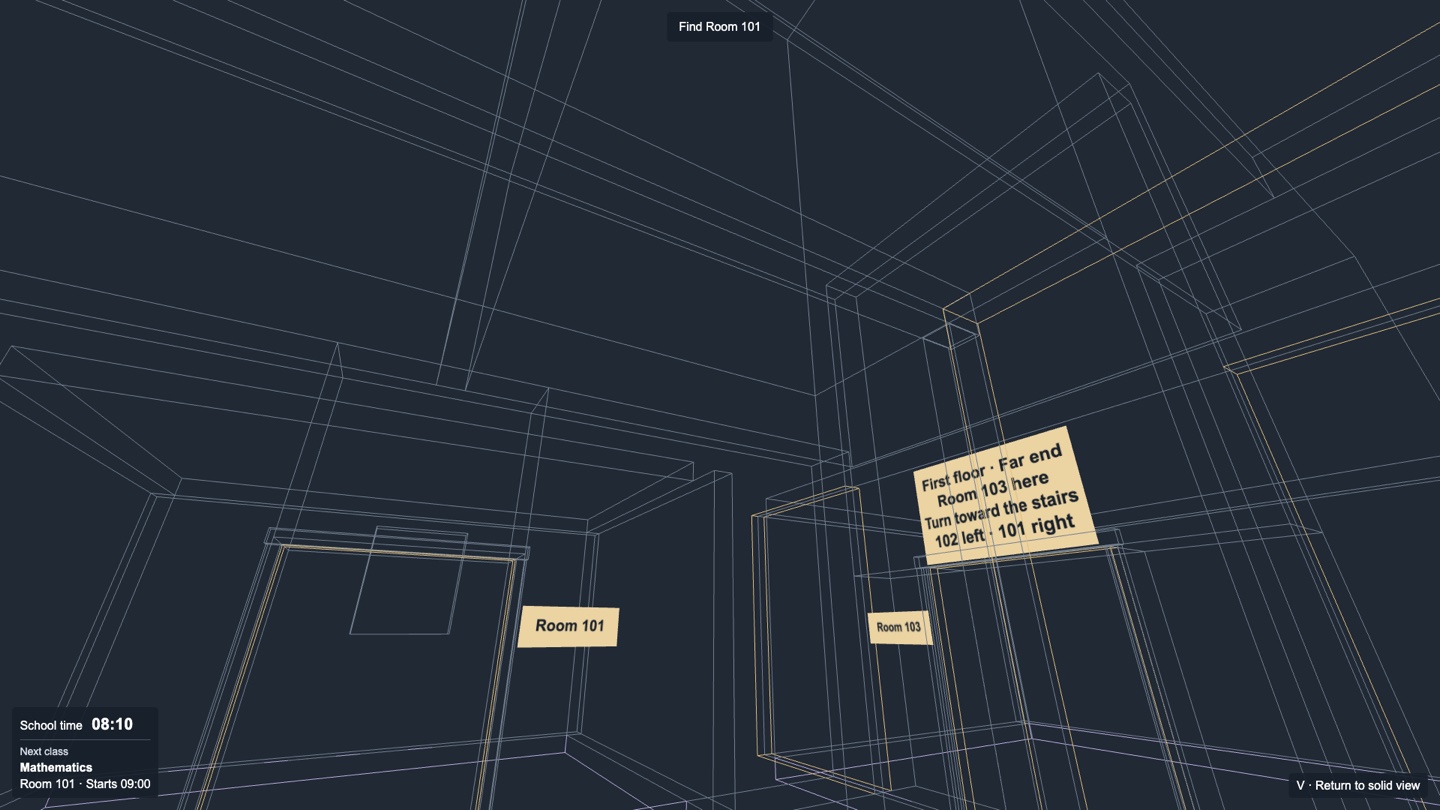 Find Room 101
First floor · Far end
Room 103 here
Turn toward the stairs
102 left · 101 right
Room 101
Room 103
School time 08:10
Next class
Mathematics
Room 101 · Starts 09:00
V · Return to solid view